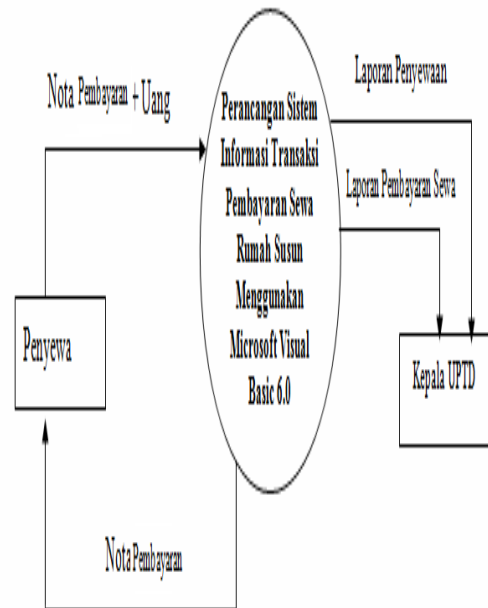 Nota Pembayaran + Uang
Perancangan Sistem
Informasi Transaksi
Pembayaran Sewa
Rumah Susun
Menggunakan
Microsoft Visual
Basic 6.0
Laporan Penyewaan
Laporan Pembayaran Sewa
Penyewa
Kepala UPTD
Nota Pembayaran